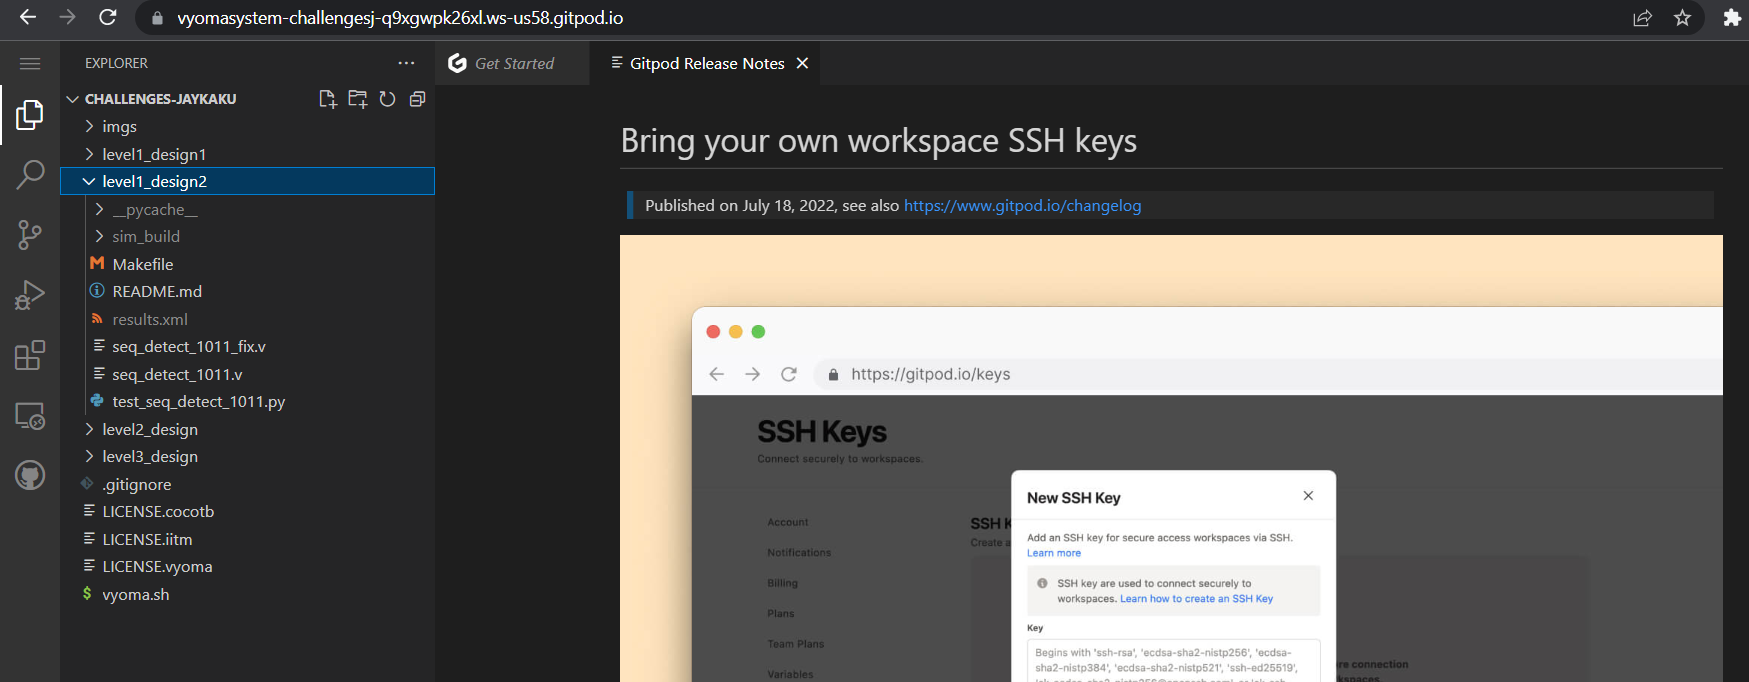 vyomasystem-challengesj-q9xgwpk26xl.ws-us58.gitpod.io
EXPLORER
CHALLENGES-JAYKAKU
imgs
level1_design1
level1_design2
__pycache__
sim_build
Makefile
README.md
results.xml
seq_detect_1011_fix.v
seq_detect_1011.v
test_seq_detect_1011.py
level2_design
level3_design
.gitignore
LICENSE.cocotb
LICENSE.iitm
LICENSE.vyoma
vyoma.sh
Get Started
Gitpod Release Notes
Bring your own workspace SSH keys
Published on July 18, 2022, see also https://www.gitpod.io/changelog
https://gitpod.io/keys
SSH Keys
Connect securely to workspaces.
Account
Notifications
Billing
Plans
Team Plans
Variables
SSH K
Create a
New SSH Key
Add an SSH key for secure access workspaces via SSH.
Learn more
SSH key are used to connect securely to
workspaces. Learn how to create an SSH Key
Key
Begins with 'ssh-rsa', 'ecdsa-sha2-nistp256', 'ecdsa-
sha2-nistp384', 'ecdsa-sha2-nistp521', 'ssh-ed25519',
re connection
kspaces.